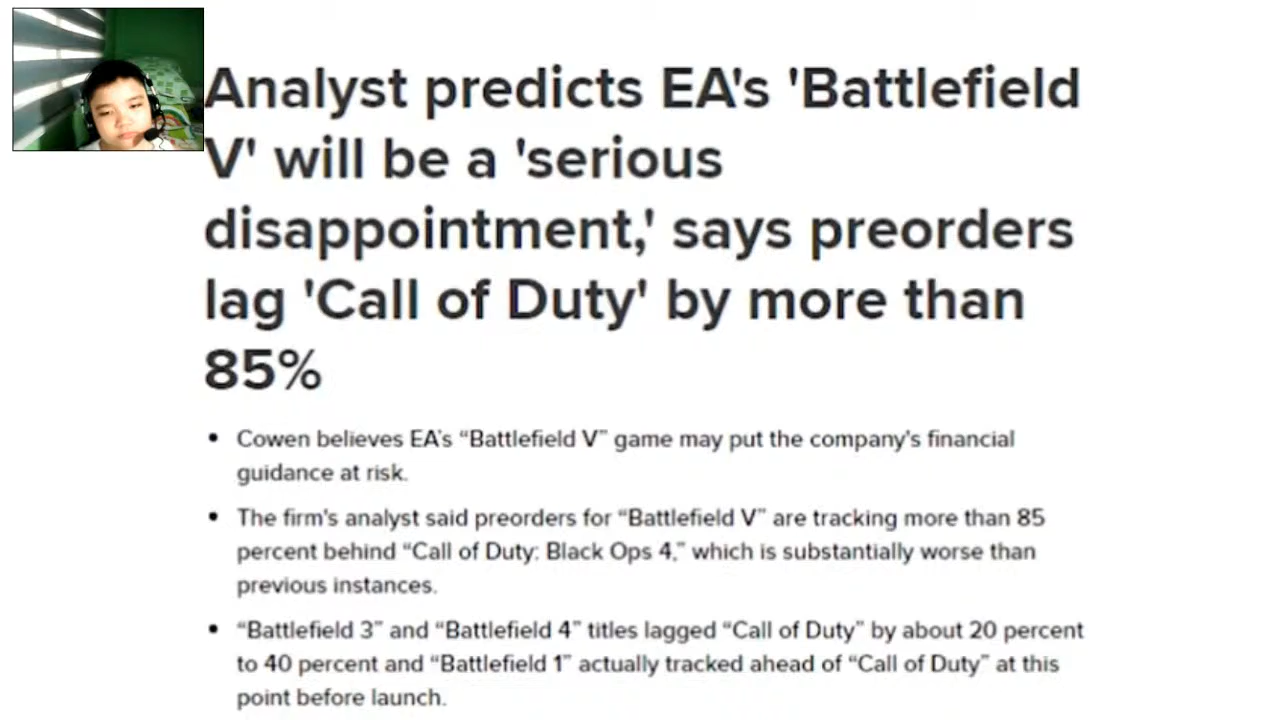 Analyst predicts EA's 'Battlefield
V' will be a 'serious
disappointment,' says preorders
lag 'Call of Duty' by more than
85%
• Cowen believes EA's “Battlefield V” game may put the company's financial
guidance at risk.
• The firm's analyst said preorders for “Battlefield V” are tracking more than 85
percent behind “Call of Duty: Black Ops 4,” which is substantially worse than
previous instances.
• “Battlefield 3” and “Battlefield 4” titles lagged “Call of Duty” by about 20 percent
to 40 percent and “Battlefield 1” actually tracked ahead of “Call of Duty” at this
point before launch.